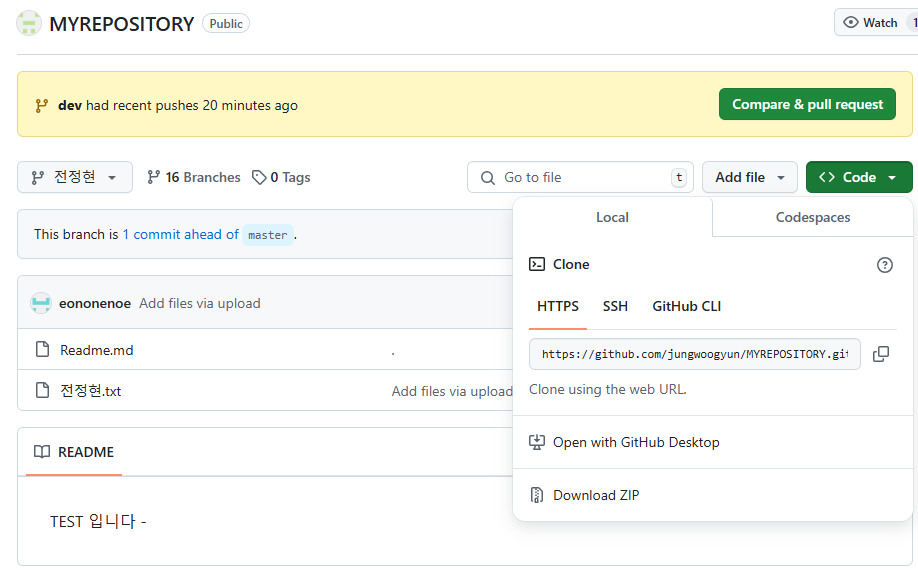 MYREPOSITORY Public Watch 1
dev had recent pushes 20 minutes ago Compare & pull request
전정현 16 Branches 0 Tags Go to file t Add file Code
Local Codespaces
This branch is 1 commit ahead of master .
Clone
eononenoe Add files via upload
HTTPS SSH GitHub CLI
Readme.md .
https://github.com/jungwoogyun/MYREPOSITORY.git
전정현.txt Add files via upload
Clone using the web URL.
README
Open with GitHub Desktop
Download ZIP
TEST 입니다 -